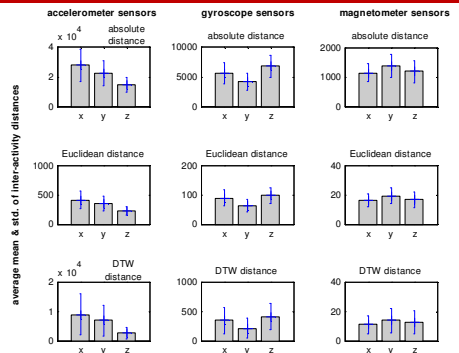 accelerometer sensors gyroscope sensors magnetometer sensors
average mean & std. of inter-activity distances
x 10^4 absolute distance absolute distance absolute distance
4 10000 2000
2 5000 1000
0 0 0
x y z x y z x y z
Euclidean distance Euclidean distance Euclidean distance
1000 200 40
500 100 20
0 0 0
x y z x y z x y z
x 10^4 DTW distance DTW distance DTW distance
2 1000 40
1 500 20
0 0 0
x y z x y z x y z